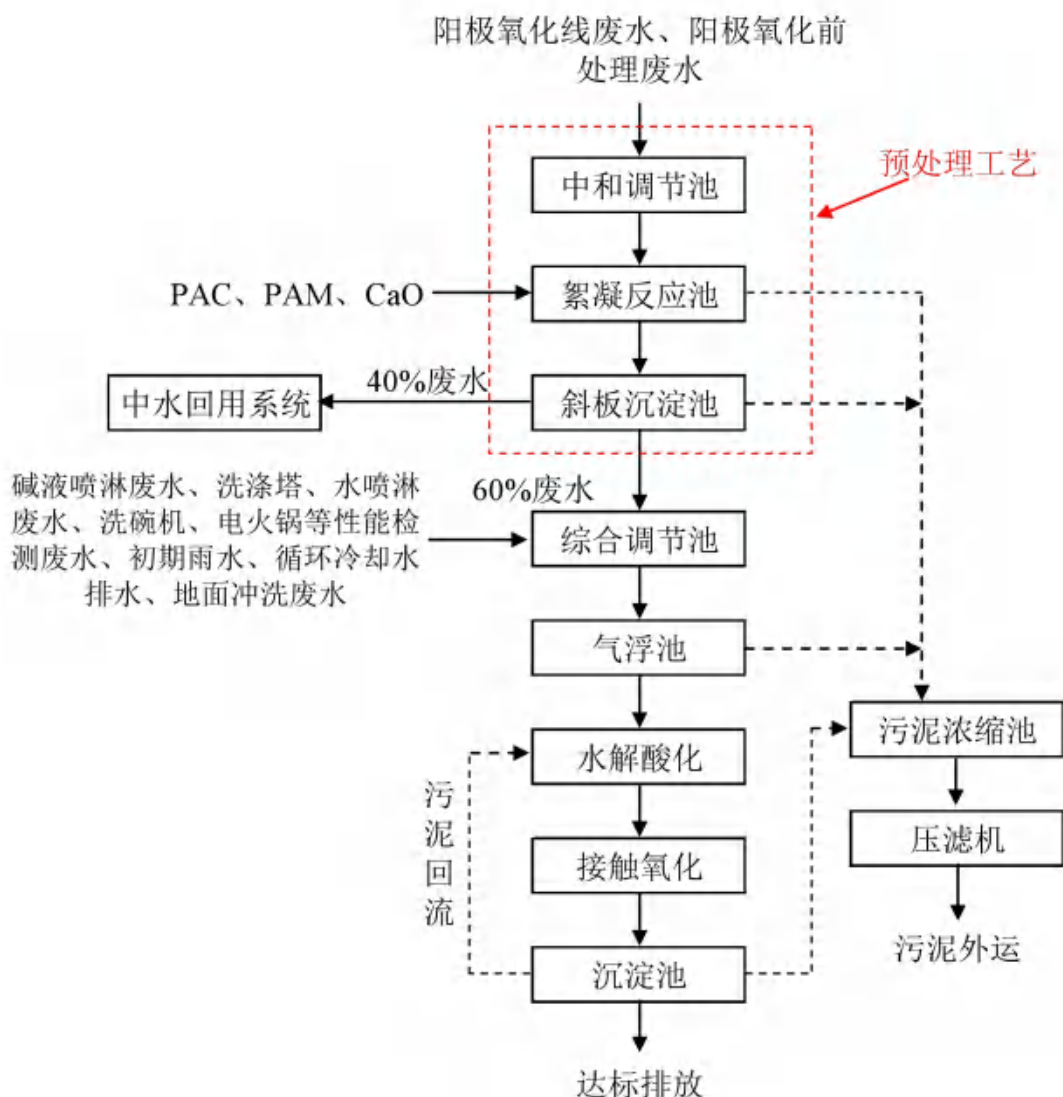 阳极氧化线废水、阳极氧化前
处理废水
预处理工艺
中和调节池
PAC、PAM、CaO
絮凝反应池
40%废水
中水回用系统
斜板沉淀池
碱液喷淋废水、洗涤塔、水喷淋
废水、洗碗机、电火锅等性能检
测废水、初期雨水、循环冷却水
排水、地面冲洗废水
60%废水
综合调节池
气浮池
污泥浓缩池
水解酸化
污泥回流
压滤机
接触氧化
污泥外运
沉淀池
达标排放